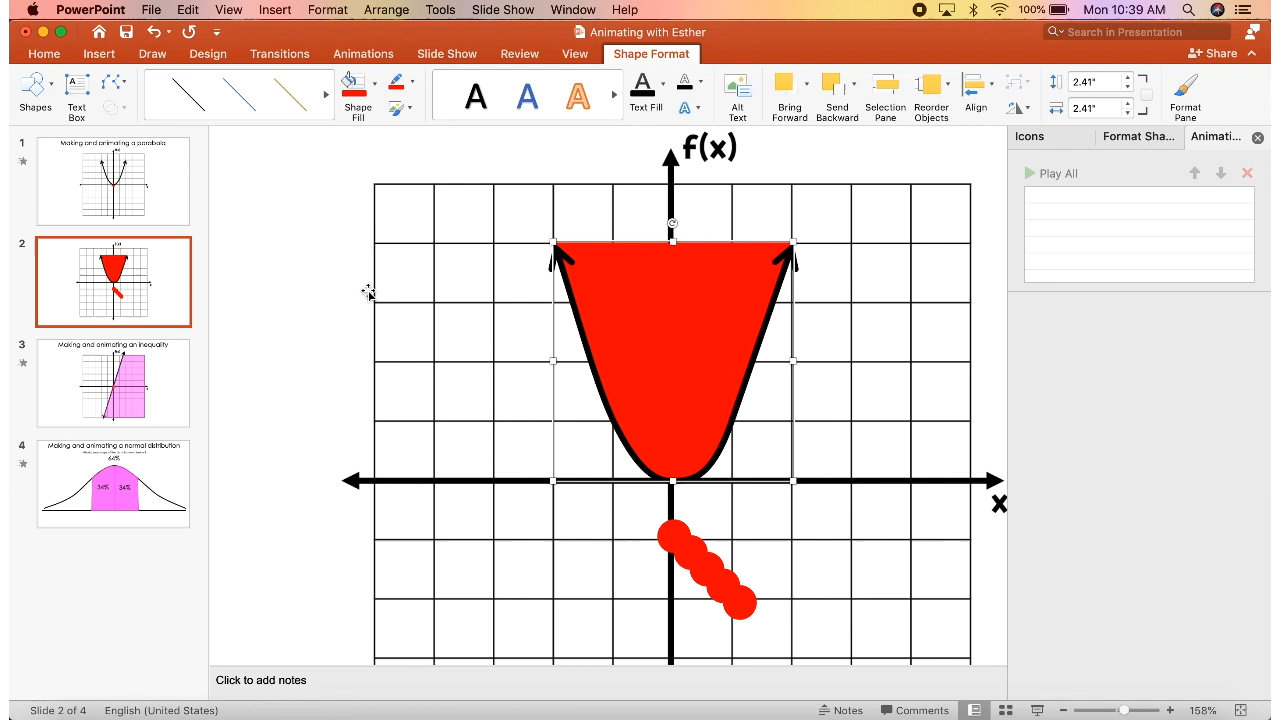 PowerPoint File Edit View Insert Format Arrange Tools Slide Show Window Help 100% Mon 10:39 AM
Animating with Esther
Search in Presentation
Home Insert Draw Design Transitions Animations Slide Show Review View Shape Format Share
Shapes
Text Box
Shape Fill
A A A
Text Fill
Alt Text
Bring Forward
Send Backward
Selection Pane
Reorder Objects
Align
2.41"
2.41"
Format Pane
1
Making and animating a parabola
2
3
Making and animating an inequality
4
Making and animating a normal distribution
64%
34% 34%
f(x)
x
Icons Format Sha... Animati...
Play All
Click to add notes
Slide 2 of 4 English (United States) Notes Comments 158%